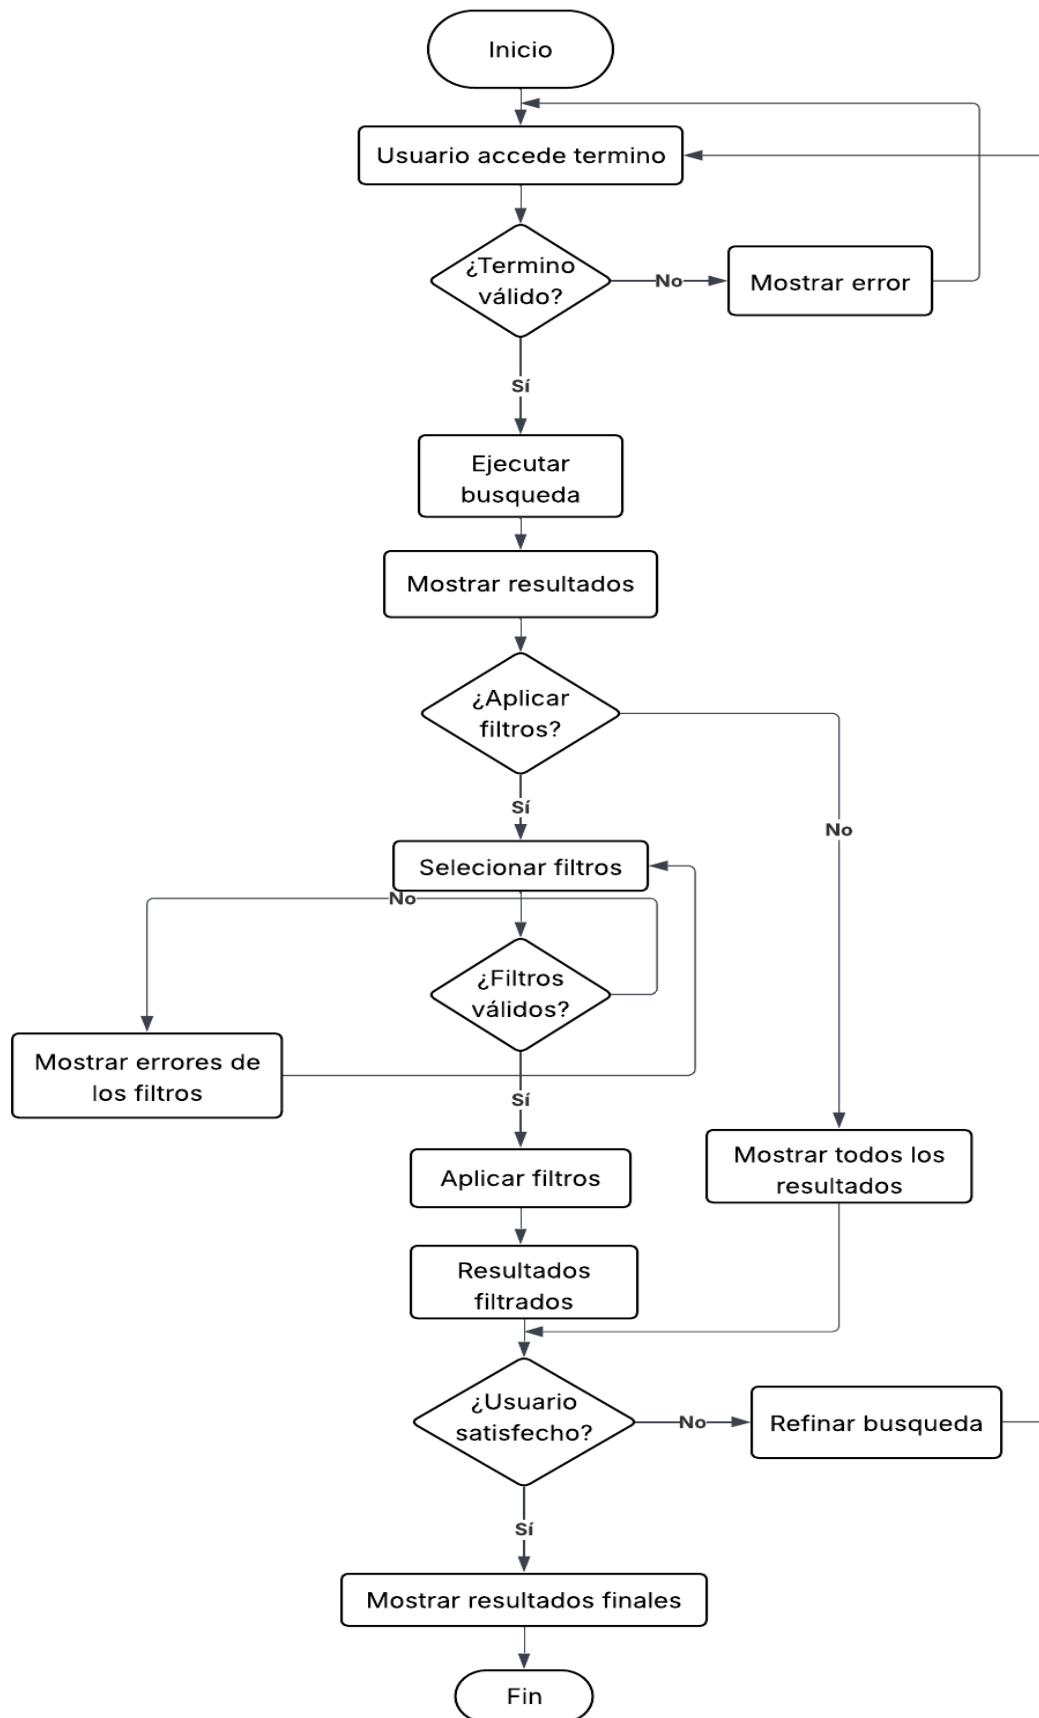 Inicio
Usuario accede termino
¿Termino
válido?
No
Mostrar error
Sí
Ejecutar
busqueda
Mostrar resultados
¿Aplicar
filtros?
Sí
No
Selecionar filtros
No
¿Filtros
válidos?
Mostrar errores de
los filtros
Sí
Aplicar filtros
Mostrar todos los
resultados
Resultados
filtrados
¿Usuario
satisfecho?
No
Refinar busqueda
Sí
Mostrar resultados finales
Fin